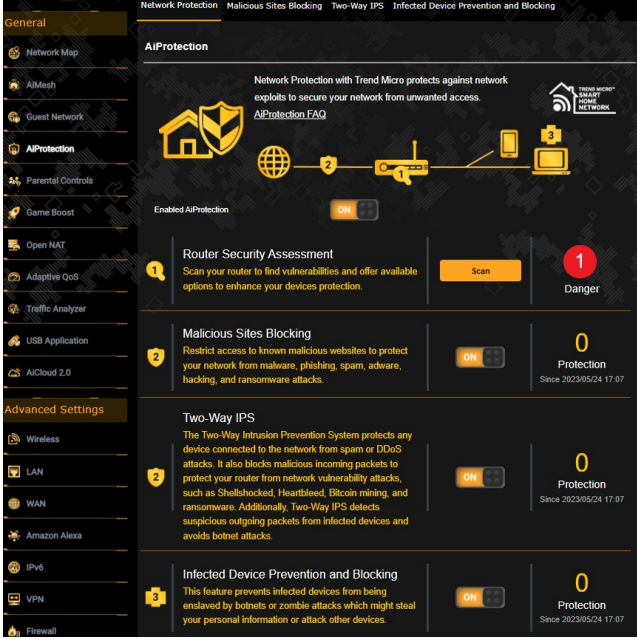 Network Protection Malicious Sites Blocking Two-Way IPS Infected Device Prevention and Blocking
General
Network Map
AiMesh
Guest Network
AiProtection
Parental Controls
Game Boost
Open NAT
Adaptive QoS
Traffic Analyzer
USB Application
AiCloud 2.0
Advanced Settings
Wireless
LAN
WAN
Amazon Alexa
IPv6
VPN
Firewall
AiProtection
Network Protection with Trend Micro protects against network
exploits to secure your network from unwanted access.
AiProtection FAQ
TREND MICRO™
SMART
HOME
NETWORK
2
1
3
Enabled AiProtection
ON
1
Router Security Assessment
Scan your router to find vulnerabilities and offer available
options to enhance your devices protection.
Scan
1
Danger
2
Malicious Sites Blocking
Restrict access to known malicious websites to protect
your network from malware, phishing, spam, adware,
hacking, and ransomware attacks.
ON
0
Protection
Since 2023/05/24 17:07
2
Two-Way IPS
The Two-Way Intrusion Prevention System protects any
device connected to the network from spam or DDoS
attacks. It also blocks malicious incoming packets to
protect your router from network vulnerability attacks,
such as Shellshocked, Heartbleed, Bitcoin mining, and
ransomware. Additionally, Two-Way IPS detects
suspicious outgoing packets from infected devices and
avoids botnet attacks.
ON
0
Protection
Since 2023/05/24 17:07
3
Infected Device Prevention and Blocking
This feature prevents infected devices from being
enslaved by botnets or zombie attacks which might steal
your personal information or attack other devices.
ON
0
Protection
Since 2023/05/24 17:07